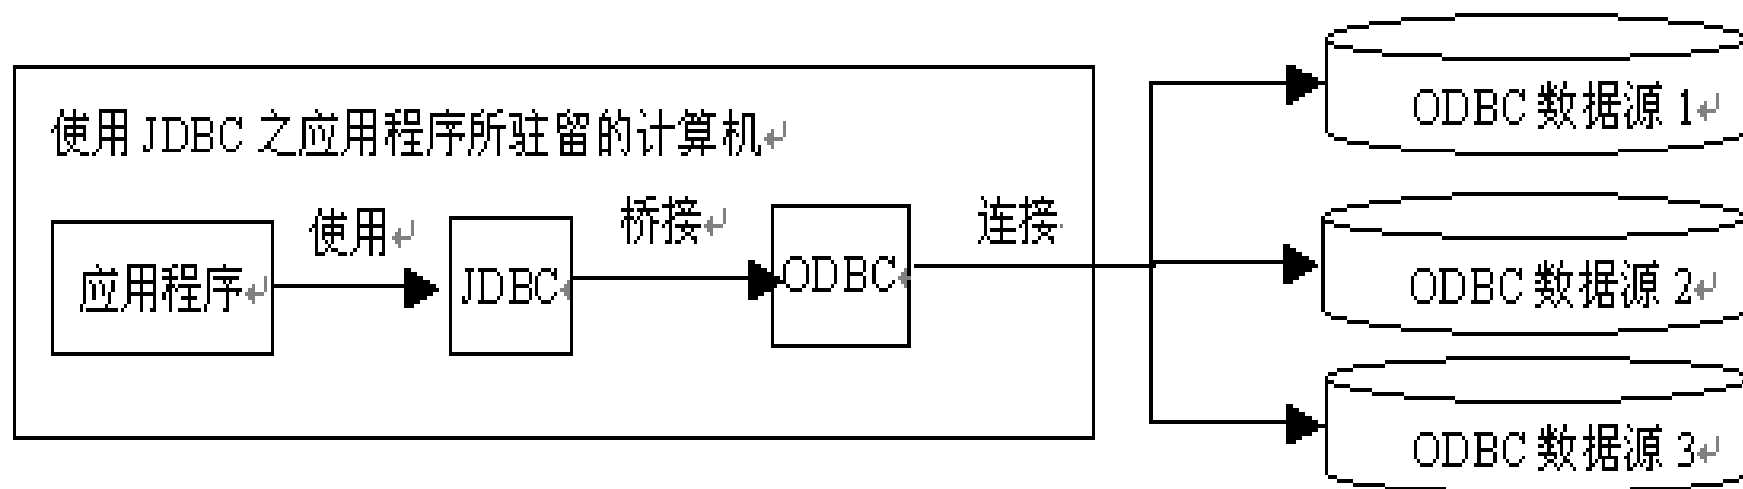 使用 JDBC 之应用程序所驻留的计算机
应用程序
使用
JDBC
桥接
ODBC
连接
ODBC 数据源 1
ODBC 数据源 2
ODBC 数据源 3